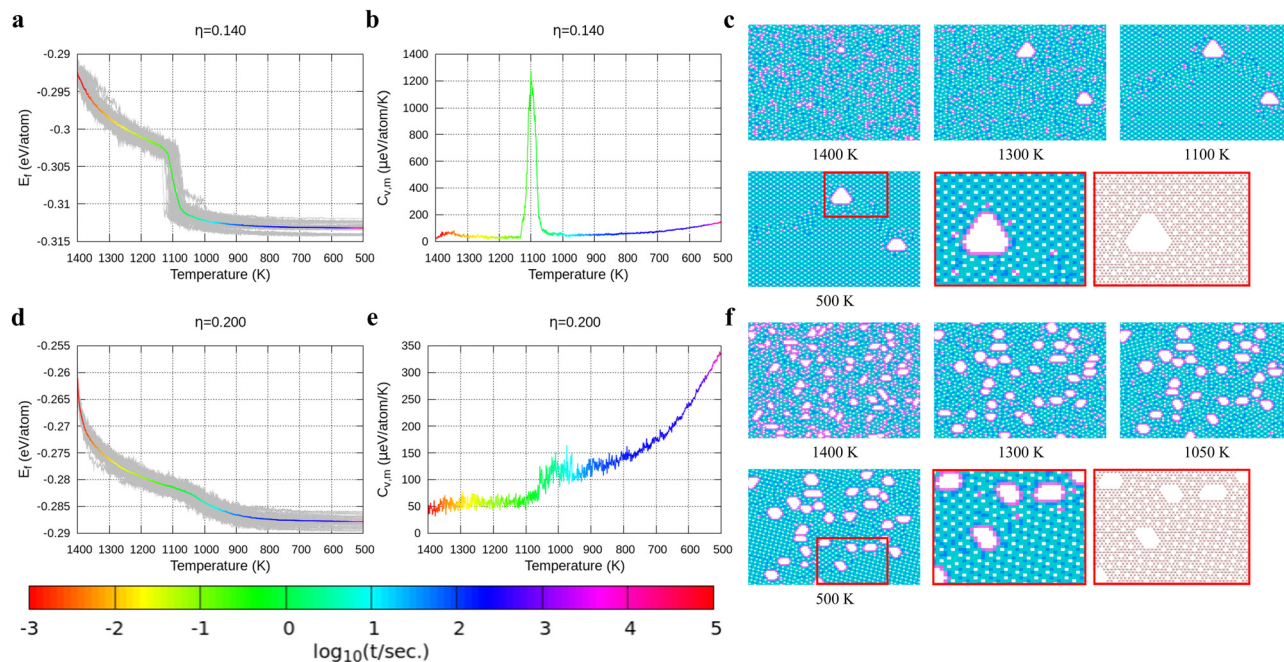 a
η=0.140
-0.29
-0.295
-0.3
-0.305
-0.31
-0.315
E_f (eV/atom)
1400 1300 1200 1100 1000 900 800 700 600 500
Temperature (K)
b
η=0.140
1400
1200
1000
800
600
400
200
0
C_v,m (μeV/atom/K)
1400 1300 1200 1100 1000 900 800 700 600 500
Temperature (K)
c
1400 K
1300 K
1100 K
500 K
d
η=0.200
-0.255
-0.26
-0.265
-0.27
-0.275
-0.28
-0.285
-0.29
E_f (eV/atom)
1400 1300 1200 1100 1000 900 800 700 600 500
Temperature (K)
e
η=0.200
350
300
250
200
150
100
50
0
C_v,m (μeV/atom/K)
1400 1300 1200 1100 1000 900 800 700 600 500
Temperature (K)
f
1400 K
1300 K
1050 K
500 K
-3 -2 -1 0 1 2 3 4 5
log10(t/sec.)